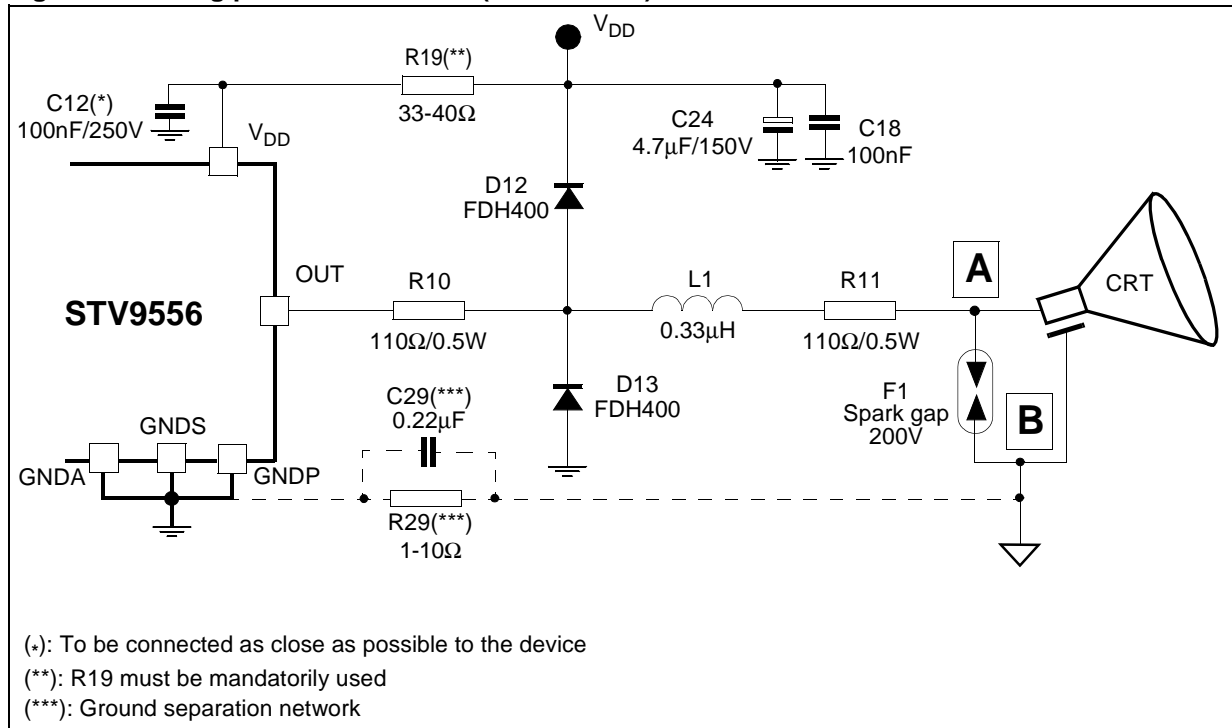 V_DD
R19(**)
33-40Ω
C12(*)
100nF/250V
V_DD
C24
4.7μF/150V
C18
100nF
D12
FDH400
OUT
R10
110Ω/0.5W
L1
0.33μH
R11
110Ω/0.5W
A
CRT
STV9556
D13
FDH400
C29(***)
0.22μF
F1
Spark gap
200V
B
GNDS
GNDA
GNDP
R29(***)
1-10Ω
(*): To be connected as close as possible to the device
(**): R19 must be mandatorily used
(***): Ground separation network